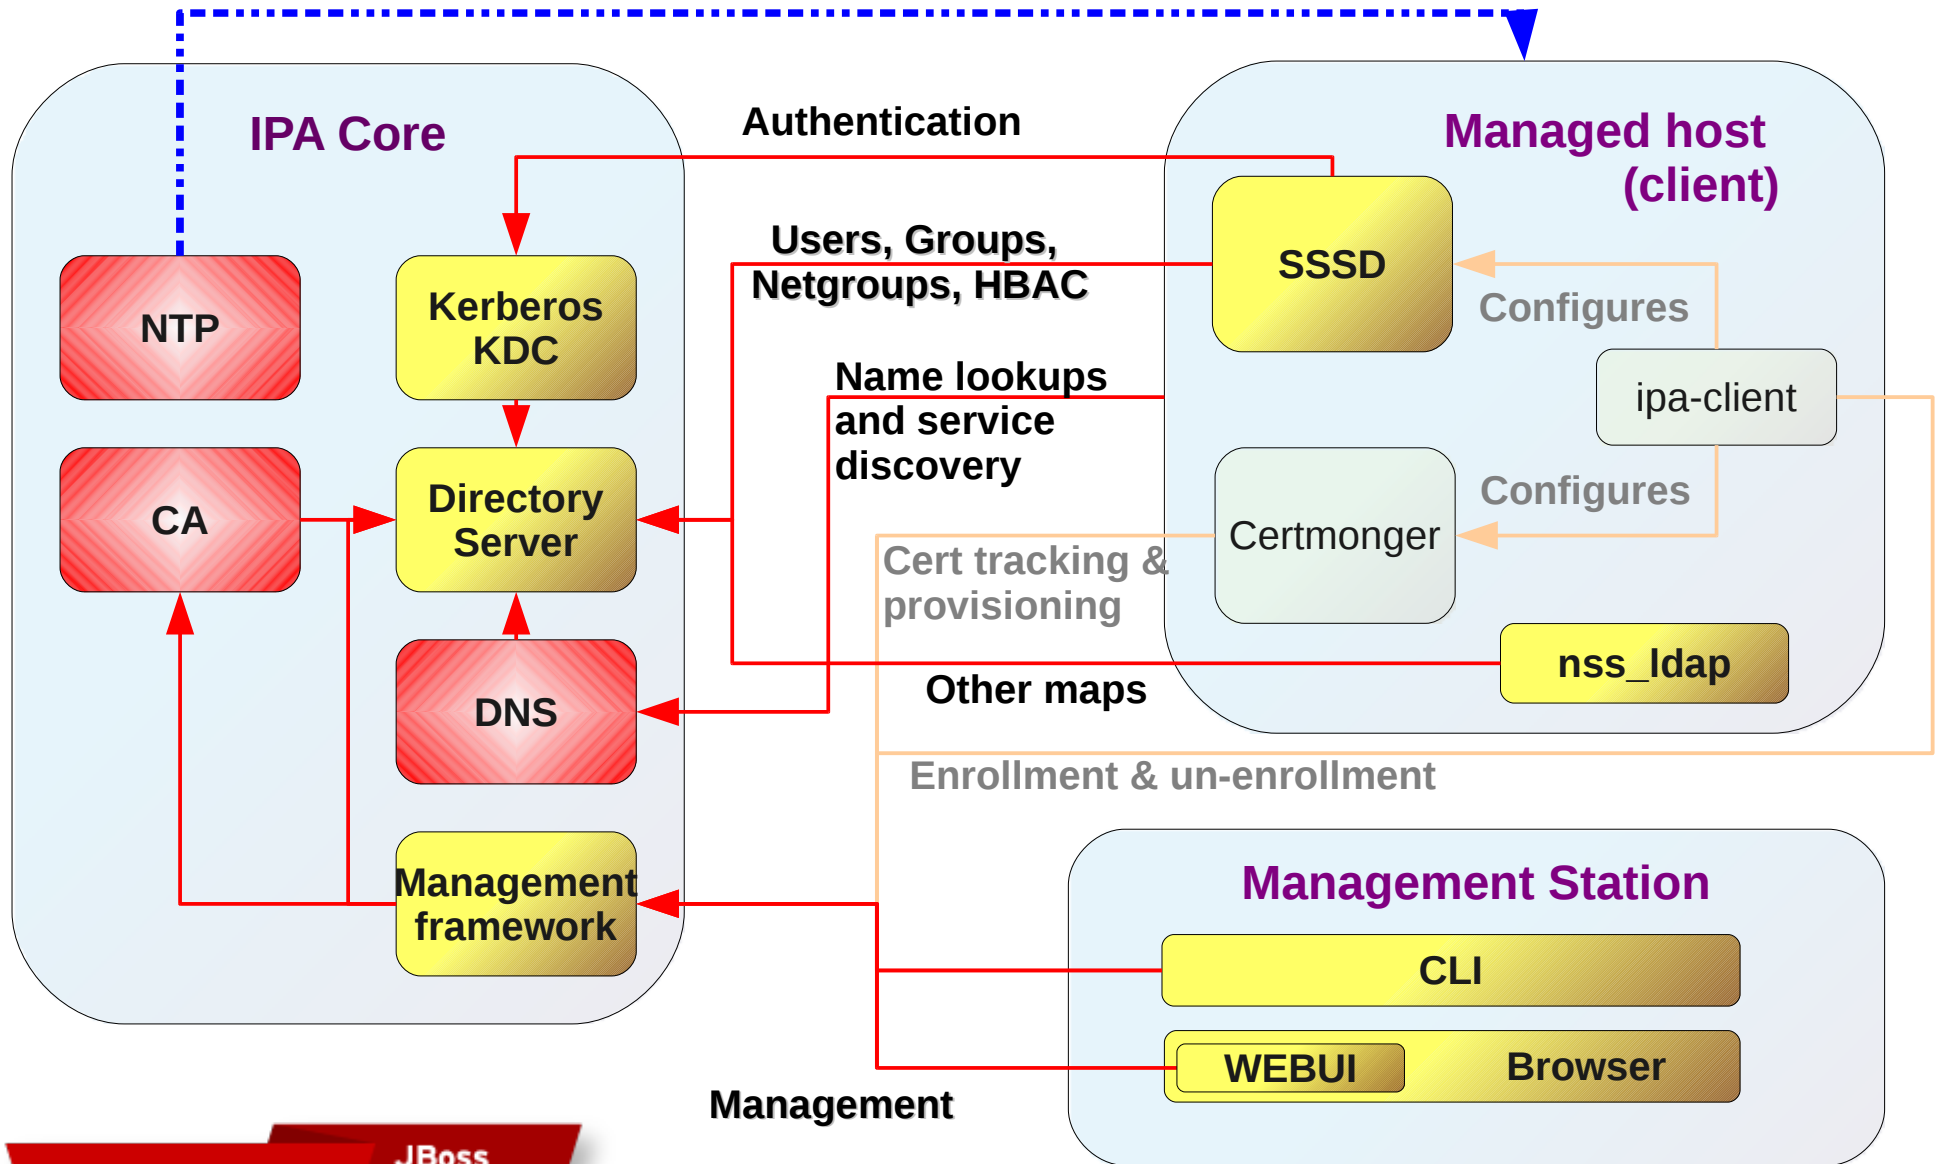 IPA Core
Authentication
Managed host
(client)
NTP
Kerberos
KDC
Users, Groups,
Netgroups, HBAC
SSSD
Configures
Name lookups
and service
discovery
ipa-client
CA
Directory
Server
Configures
Certmonger
Cert tracking &
provisioning
nss_ldap
DNS
Other maps
Enrollment & un-enrollment
Management
framework
Management Station
CLI
WEBUI
Browser
Management
JBoss